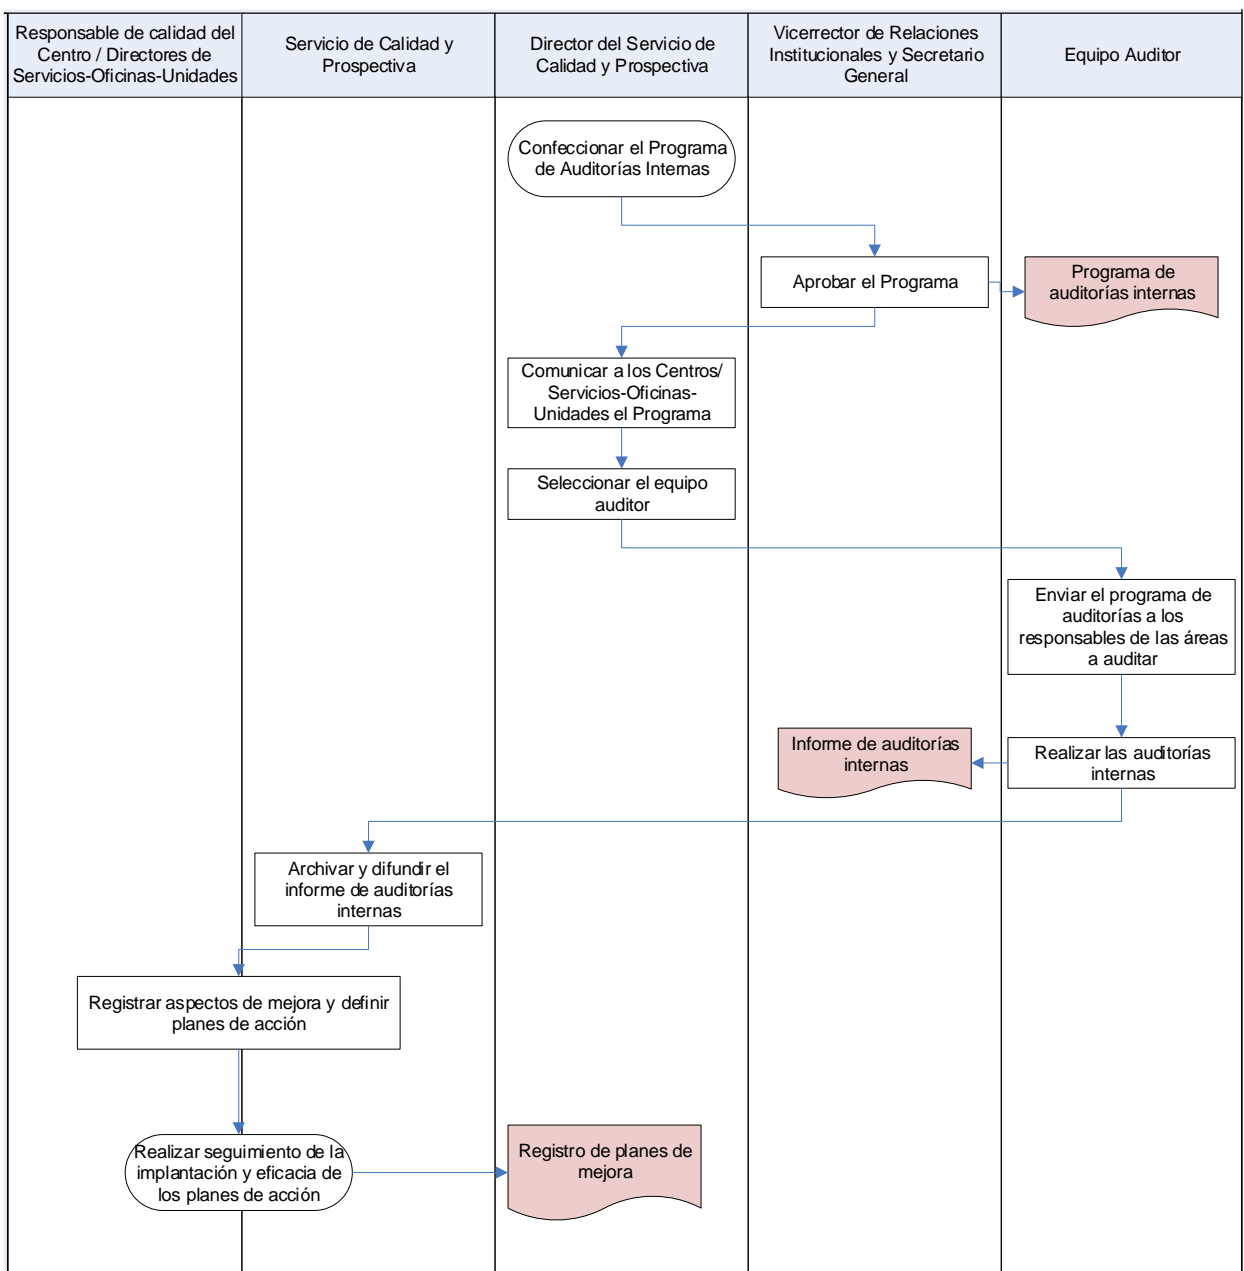 Responsable de calidad del
Centro / Directores de
Servicios-Oficinas-Unidades
Servicio de Calidad y
Prospectiva
Director del Servicio de
Calidad y Prospectiva
Vicerrector de Relaciones
Institucionales y Secretario
General
Equipo Auditor
Confeccionar el Programa
de Auditorías Internas
Aprobar el Programa
Programa de
auditorías internas
Comunicar a los Centros/
Servicios-Oficinas-
Unidades el Programa
Seleccionar el equipo
auditor
Enviar el programa de
auditorías a los
responsables de las áreas
a auditar
Informe de auditorías
internas
Realizar las auditorías
internas
Archivar y difundir el
informe de auditorías
internas
Registrar aspectos de mejora y definir
planes de acción
Realizar seguimiento de la
implantación y eficacia de
los planes de acción
Registro de planes de
mejora